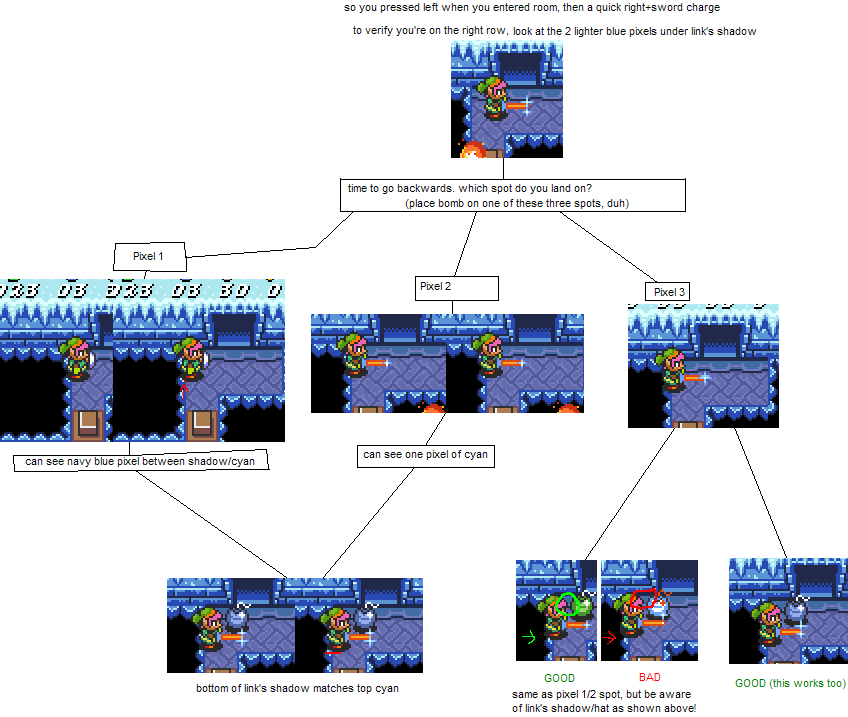 so you pressed left when you entered room, then a quick right+sword charge
to verify you're on the right row, look at the 2 lighter blue pixels under link's shadow
time to go backwards. which spot do you land on?
(place bomb on one of these three spots, duh)
Pixel 1
Pixel 2
Pixel 3
can see navy blue pixel between shadow/cyan
can see one pixel of cyan
bottom of link's shadow matches top cyan
GOOD
BAD
same as pixel 1/2 spot, but be aware
of link's shadow/hat as shown above!
GOOD (this works too)